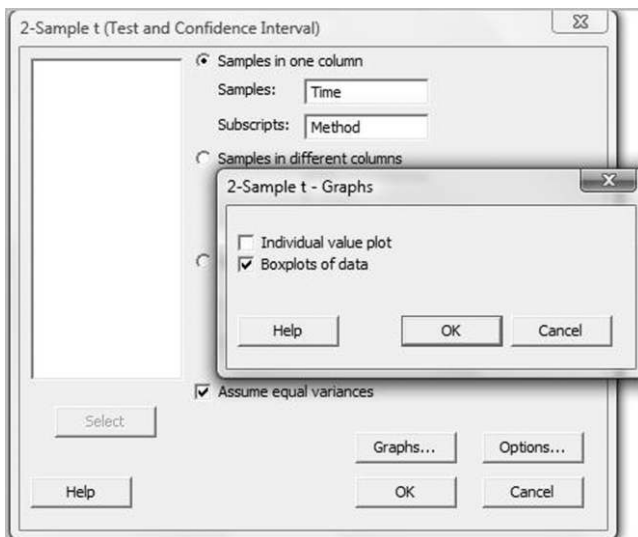 2-Sample t (Test and Confidence Interval)
Samples in one column
Samples: Time
Subscripts: Method
Samples in different columns
2-Sample t - Graphs
Individual value plot
Boxplots of data
Help OK Cancel
Assume equal variances
Select
Graphs... Options...
Help OK Cancel